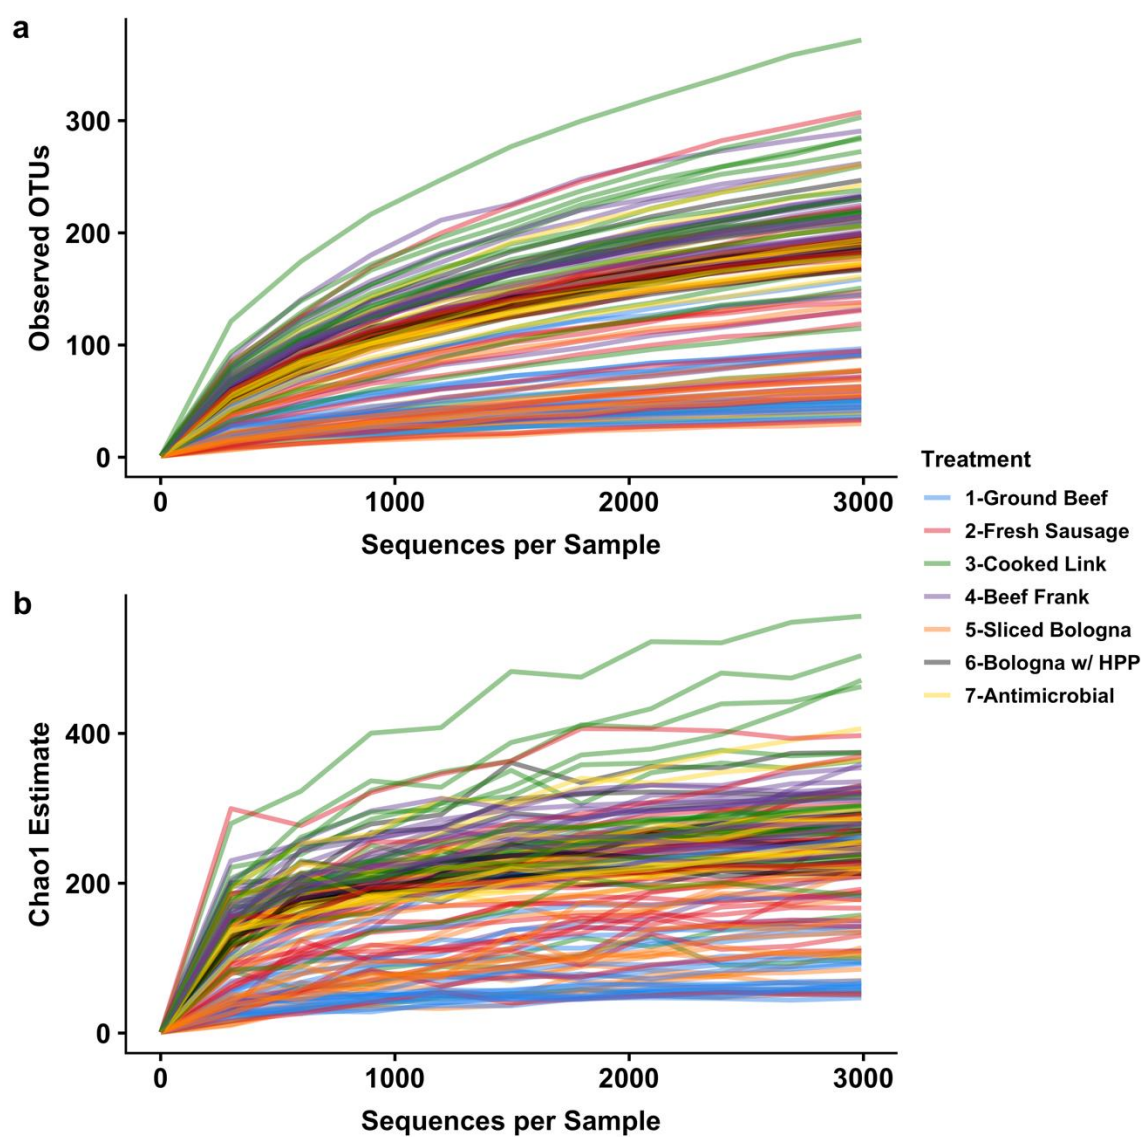 a
Observed OTUs
300
200
100
0
0 1000 2000 3000
Sequences per Sample
b
Chao1 Estimate
400
200
0
0 1000 2000 3000
Sequences per Sample
Treatment
1-Ground Beef
2-Fresh Sausage
3-Cooked Link
4-Beef Frank
5-Sliced Bologna
6-Bologna w/ HPP
7-Antimicrobial